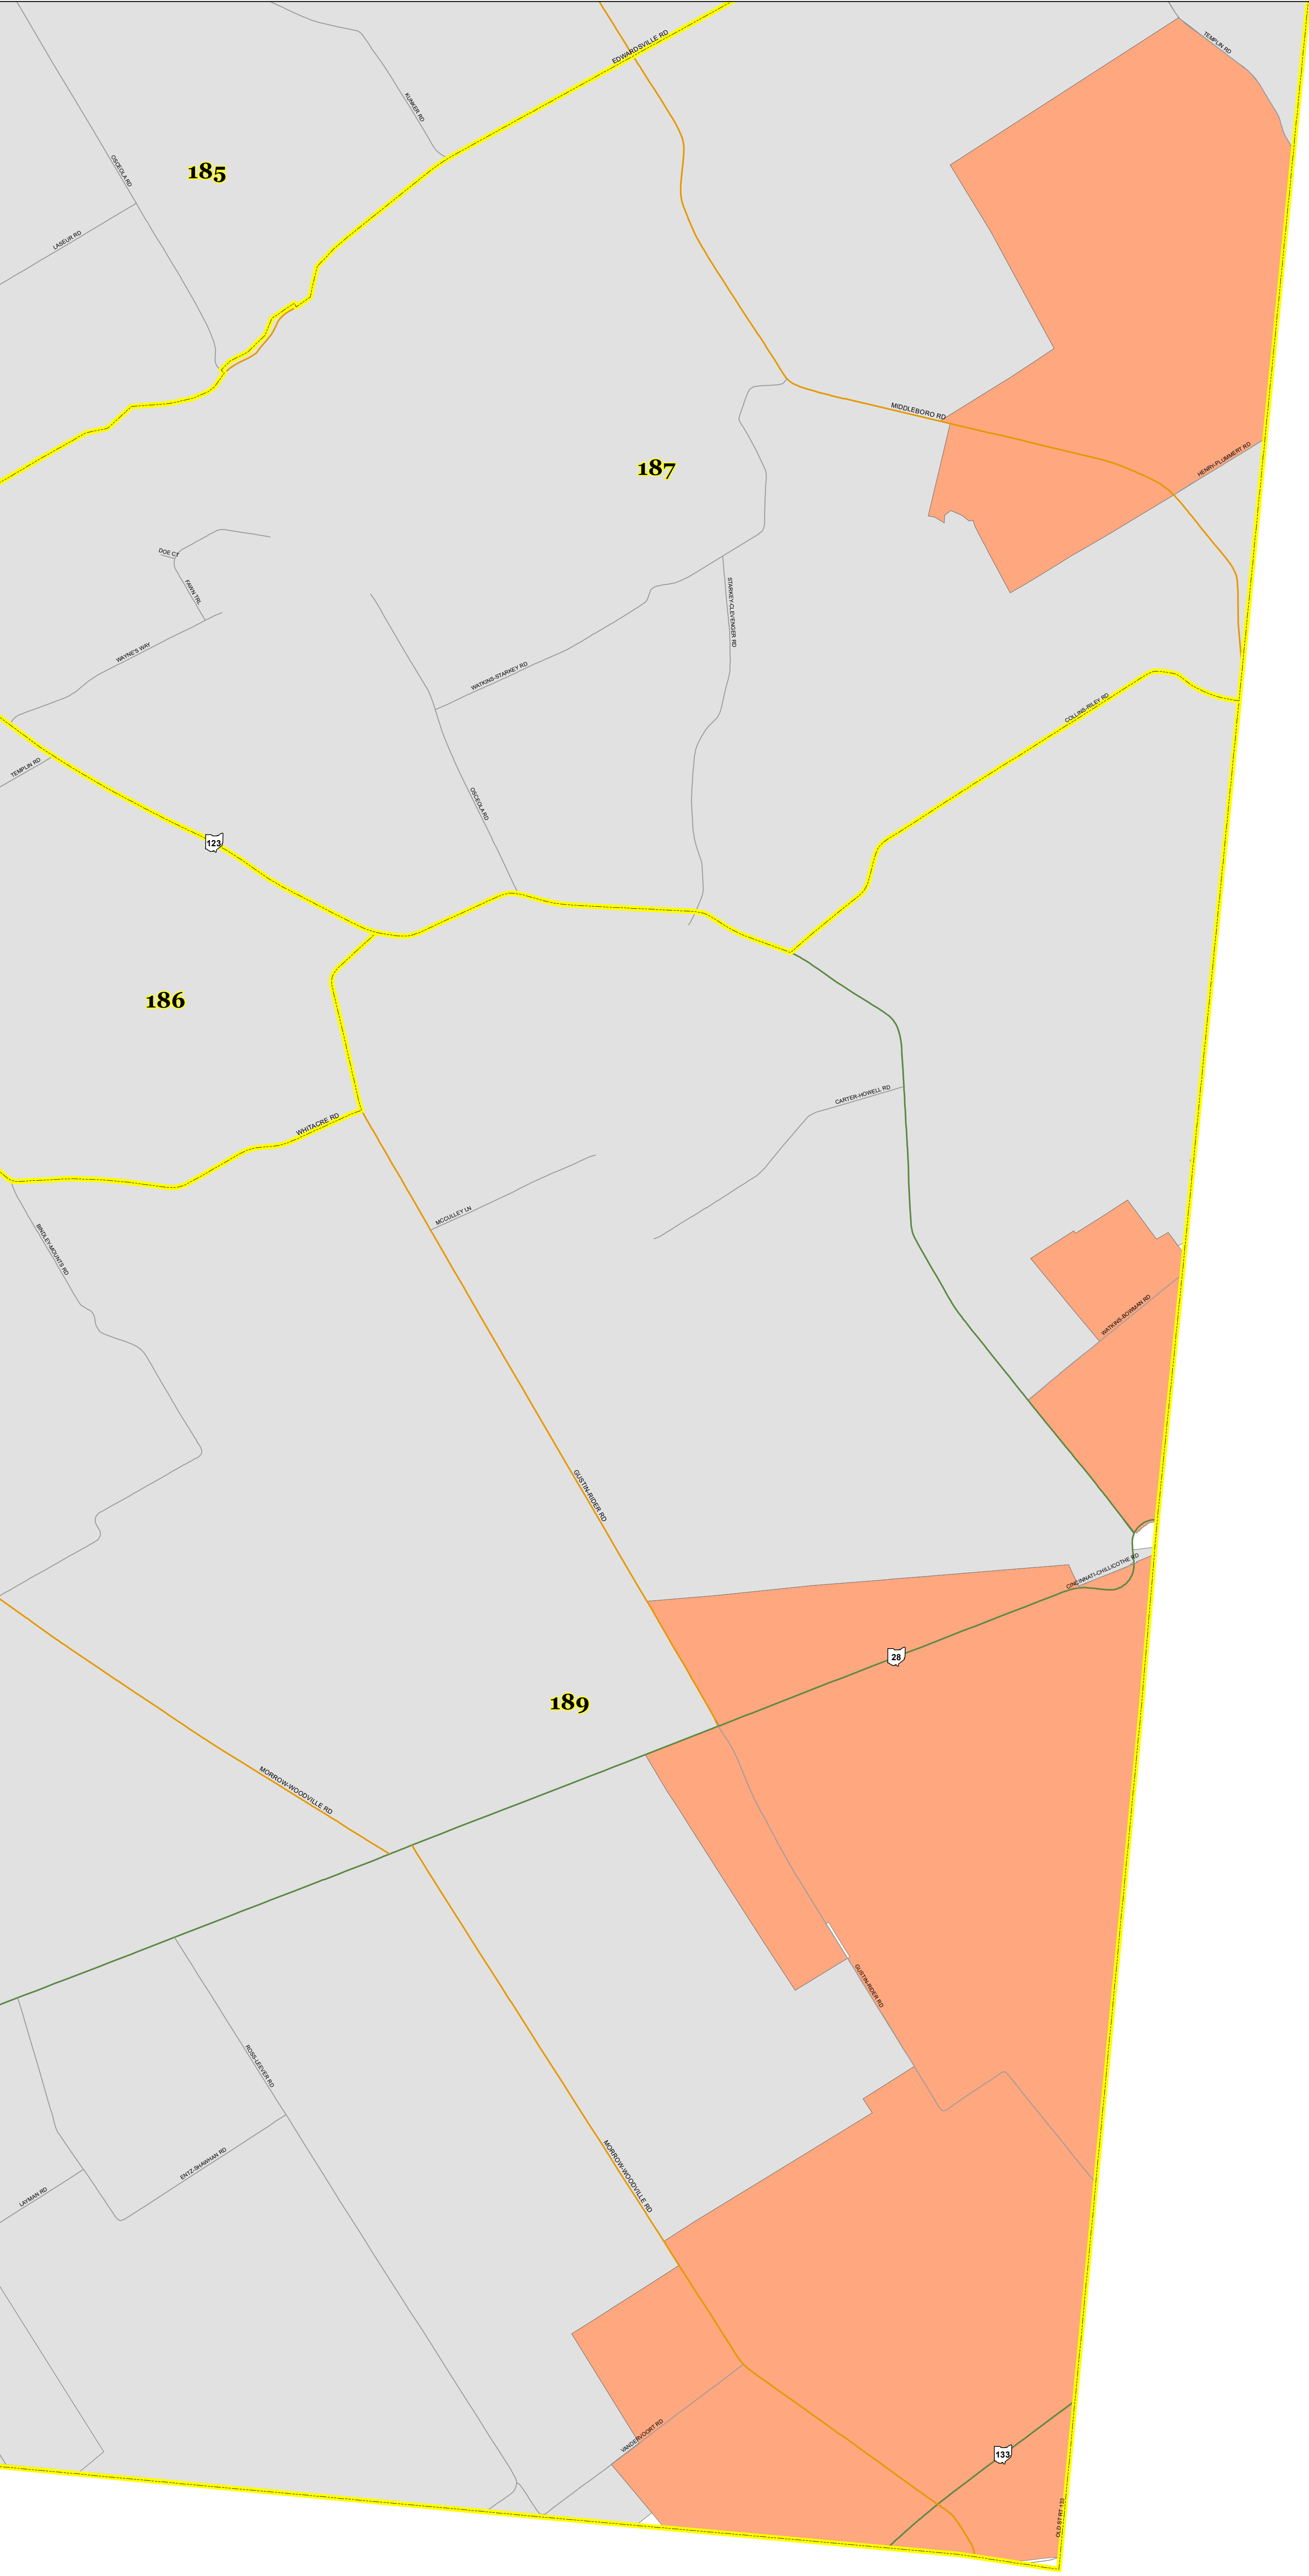 TEMPLIN RD
EDWARDSVILLE RD
KUNKER RD
OSCEOLA RD
185
LASEUR RD
MIDDLEBORO RD
HENRY-PLUMMERT RD
187
DOE CT
FAWN TRL
STARKEY-CLEVENGER RD
WAYNE'S WAY
WATKINS-STARKEY RD
COLLINS-RILEY RD
TEMPLIN RD
OSCEOLA RD
123
186
CARTER-HOWELL RD
WHITACRE RD
MCCULLEY LN
BINDLEY-MOUNTS RD
WATKINS-BOWMAN RD
GUSTIN-RIDER RD
CINCINNATI-CHILLICOTHE RD
28
189
MORROW-WOODVILLE RD
GUSTIN-RIDER RD
ROSS-LEEVER RD
ENTZ-SHAWHAN RD
MORROW-WOODVILLE RD
LAYMAN RD
VANDERVOORT RD
133
OLD ST RT 133